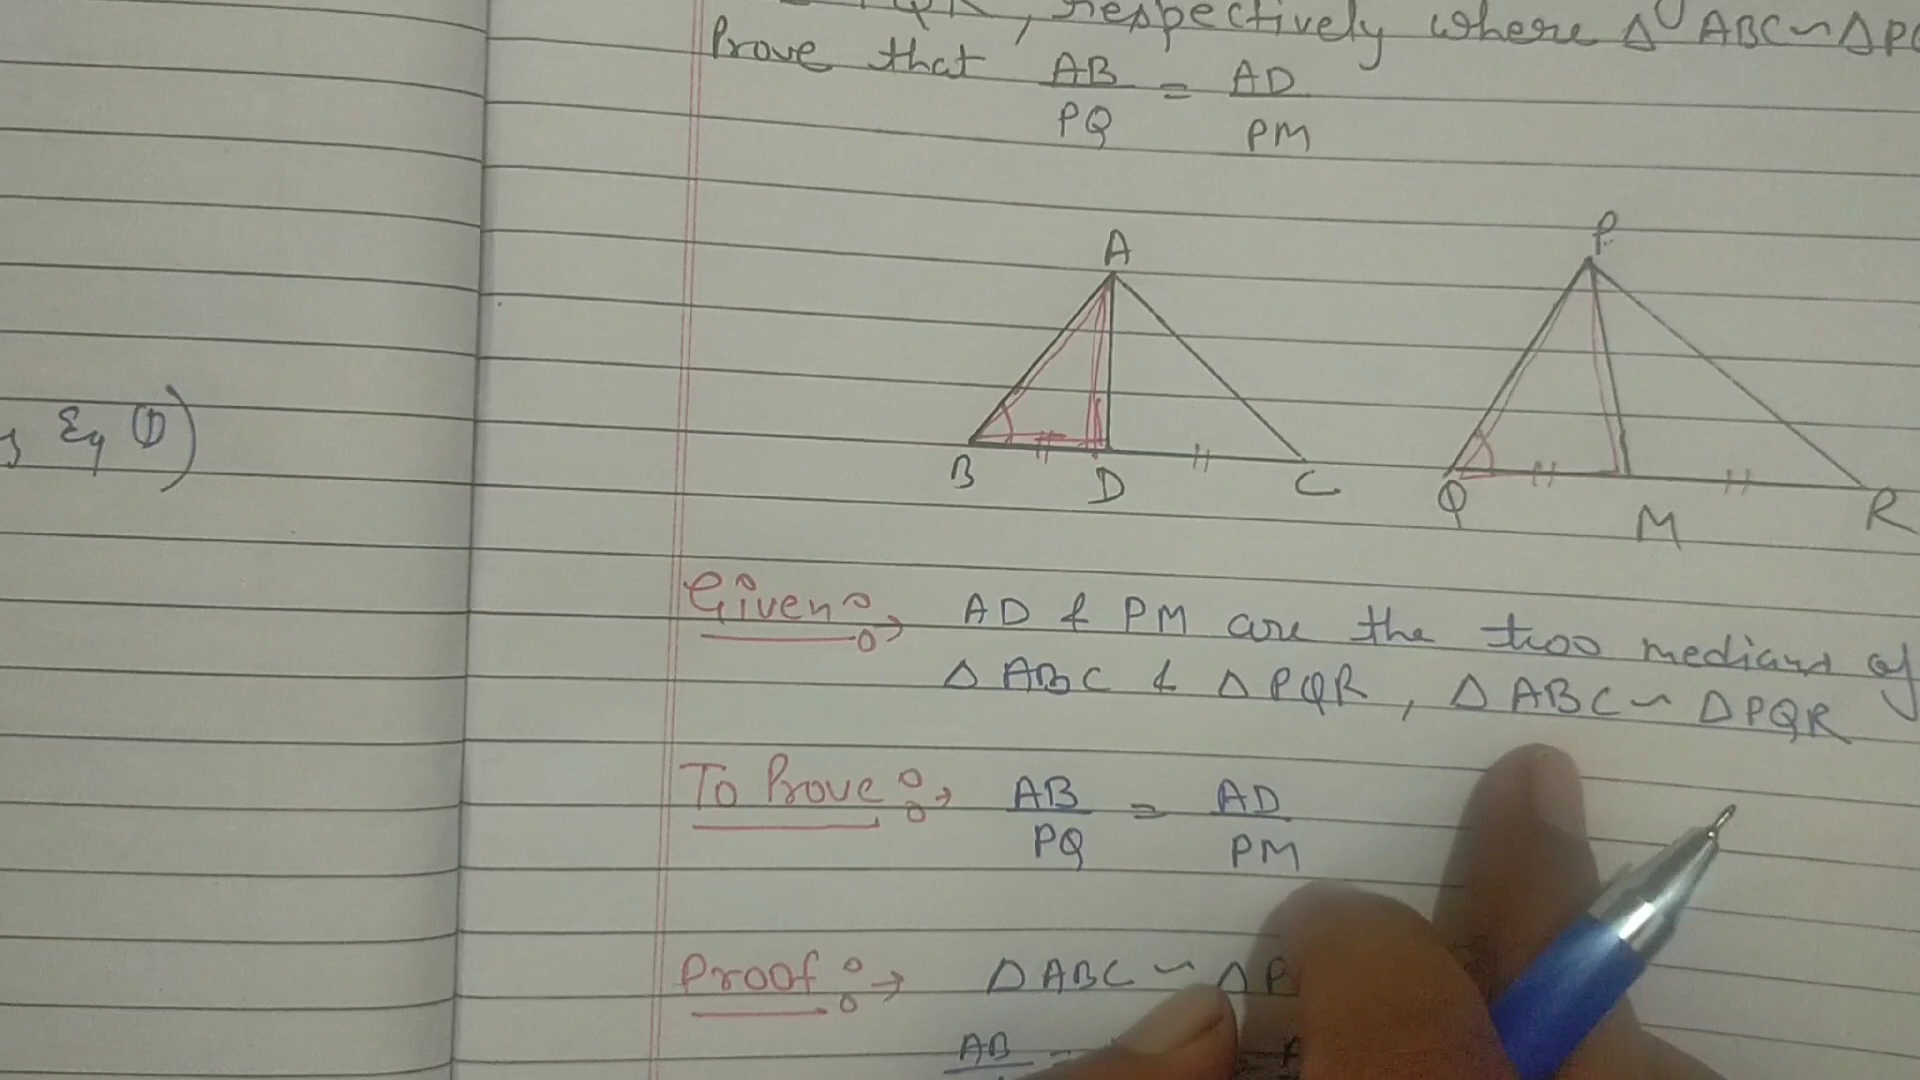 respectively where △ ABC ~ △
Prove that AB/PQ = AD/PM
A
P
B D C
Q M R
Eq ①)
Given :→ AD & PM are the two medians of
△ ABC & △ PQR, △ ABC ~ △ PQR
To Prove :→ AB/PQ = AD/PM
Proof :→ △ ABC ~ △ P
AB